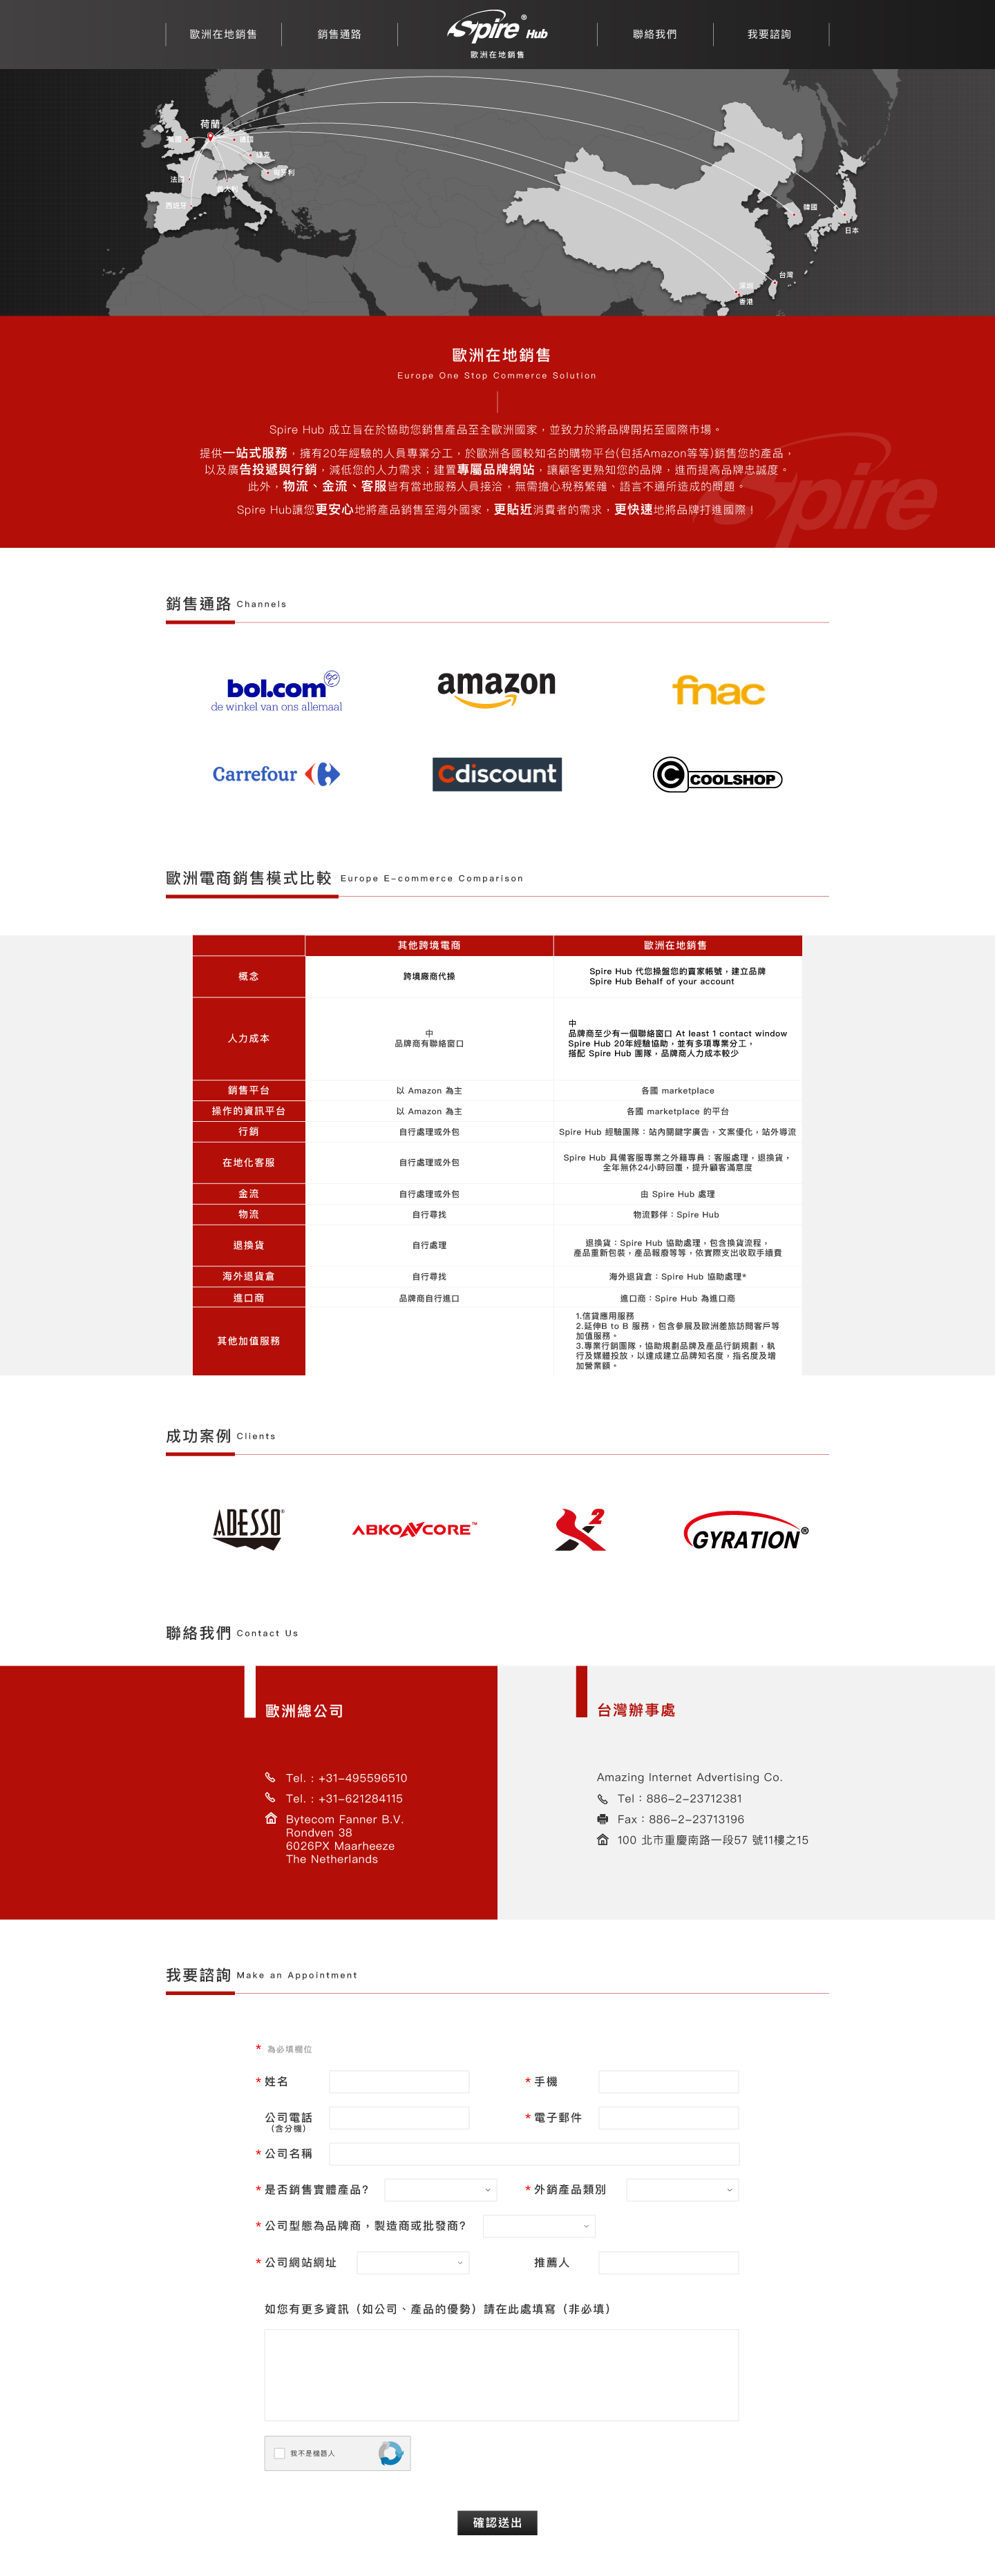 歐洲在地銷售
銷售通路
Spire® Hub
歐洲在地銷售
聯絡我們
我要諮詢
荷蘭
法國
西班牙
韓國
日本
台灣
深圳
香港
歐洲在地銷售
Europe One Stop Commerce Solution
Spire Hub 成立旨在於協助您銷售產品至全歐洲國家，並致力於將品牌開拓至國際市場。
提供一站式服務，擁有20年經驗的人員專業分工，於歐洲各國較知名的購物平台(包括Amazon等等)銷售您的產品，
以及廣告投遞與行銷，減低您的人力需求；建置專屬品牌網站，讓顧客更熟知您的品牌，進而提高品牌忠誠度。
此外，物流、金流、客服皆有當地服務人員接洽，無需擔心稅務繁雜、語言不通所造成的問題。
Spire Hub讓您更安心地將產品銷售至海外國家，更貼近消費者的需求，更快速地將品牌打進國際！
Spire
銷售通路 Channels
bol.com
de winkel van ons allemaal
amazon
fnac
Carrefour
Cdiscount
COOLSHOP
歐洲電商銷售模式比較 Europe E-commerce Comparison
其他跨境電商
歐洲在地銷售
概念
跨境廠商代操
Spire Hub 代您操盤您的賣家帳號，建立品牌
Spire Hub Behalf of your account
人力成本
中
品牌商有聯絡窗口
中
品牌商至少有一個聯絡窗口 At least 1 contact window
Spire Hub 20年經驗協助，並有多項專業分工，
搭配 Spire Hub 團隊，品牌商人力成本較少
銷售平台
以 Amazon 為主
各國 marketplace
操作的資訊平台
以 Amazon 為主
各國 marketplace 的平台
行銷
自行處理或外包
Spire Hub 經驗團隊：站內關鍵字廣告，文案優化，站外導流
在地化客服
自行處理或外包
Spire Hub 具備客服專業之外籍專員：客服處理，退換貨，
全年無休24小時回覆，提升顧客滿意度
金流
自行處理或外包
由 Spire Hub 處理
物流
自行尋找
物流夥伴：Spire Hub
退換貨
自行處理
退換貨：Spire Hub 協助處理，包含換貨流程，
產品重新包裝，產品報廢等等，依實際支出收取手續費
海外退貨倉
自行尋找
海外退貨倉：Spire Hub 協助處理*
進口商
品牌商自行進口
進口商：Spire Hub 為進口商
其他加值服務
1.信貸應用服務
2.延伸B to B 服務，包含參展及歐洲差旅訪問客戶等
加值服務。
3.專業行銷團隊，協助規劃品牌及產品行銷規劃，執
行及媒體投放，以達成建立品牌知名度，指名度及增
加營業額。
成功案例 Clients
ADESSO®
ABKONCORE™
X2
GYRATION®
聯絡我們 Contact Us
歐洲總公司
Tel. : +31-495596510
Tel. : +31-621284115
Bytecom Fanner B.V.
Rondven 38
6026PX Maarheeze
The Netherlands
台灣辦事處
Amazing Internet Advertising Co.
Tel：886-2-23712381
Fax：886-2-23713196
100 北市重慶南路一段57 號11樓之15
我要諮詢 Make an Appointment
* 為必填欄位
* 姓名
* 手機
公司電話
（含分機）
* 電子郵件
* 公司名稱
* 是否銷售實體產品？
* 外銷產品類別
* 公司型態為品牌商，製造商或批發商？
* 公司網站網址
推薦人
如您有更多資訊（如公司、產品的優勢）請在此處填寫（非必填）
我不是機器人
確認送出